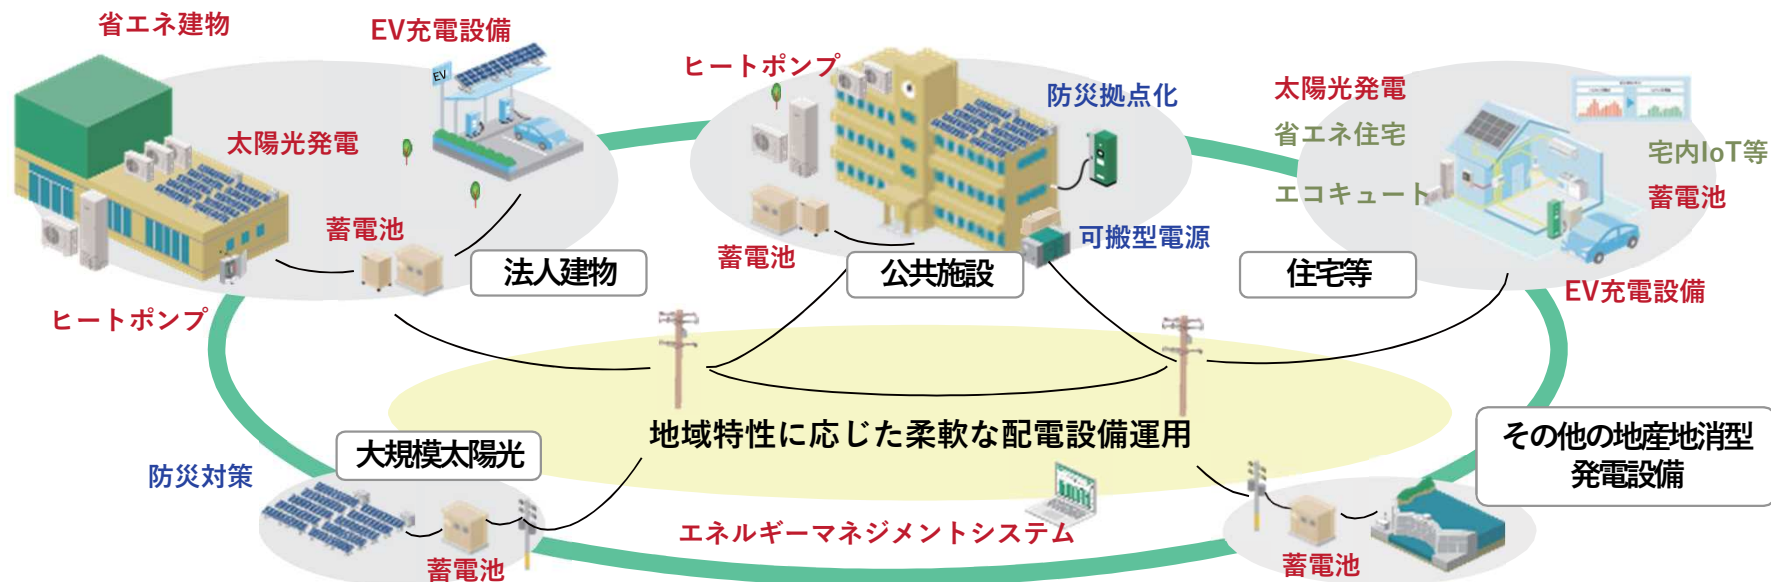 省エネ建物
EV充電設備
EV
太陽光発電
蓄電池
ヒートポンプ
法人建物
ヒートポンプ
防災拠点化
蓄電池
可搬型電源
公共施設
太陽光発電
省エネ住宅
エコキュート
宅内IoT等
蓄電池
EV充電設備
住宅等
地域特性に応じた柔軟な配電設備運用
大規模太陽光
防災対策
蓄電池
エネルギーマネジメントシステム
その他の地産地消型
発電設備
蓄電池